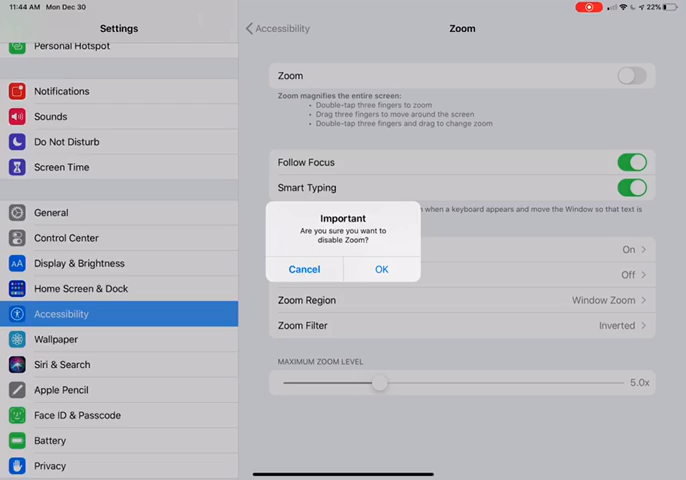 11:44 AM Mon Dec 30
22%
Settings
Accessibility
Zoom
Personal Hotspot
Notifications
Sounds
Do Not Disturb
Screen Time
General
Control Center
Display & Brightness
AA
Home Screen & Dock
Accessibility
Wallpaper
Siri & Search
Apple Pencil
Face ID & Passcode
Battery
Privacy
Zoom
Zoom magnifies the entire screen:
• Double-tap three fingers to zoom
• Drag three fingers to move around the screen
• Double-tap three fingers and drag to change zoom
Follow Focus
Smart Typing
when a keyboard appears and move the Window so that text is
On
Off
Zoom Region
Window Zoom
Zoom Filter
Inverted
MAXIMUM ZOOM LEVEL
5.0x
Important
Are you sure you want to
disable Zoom?
Cancel
OK